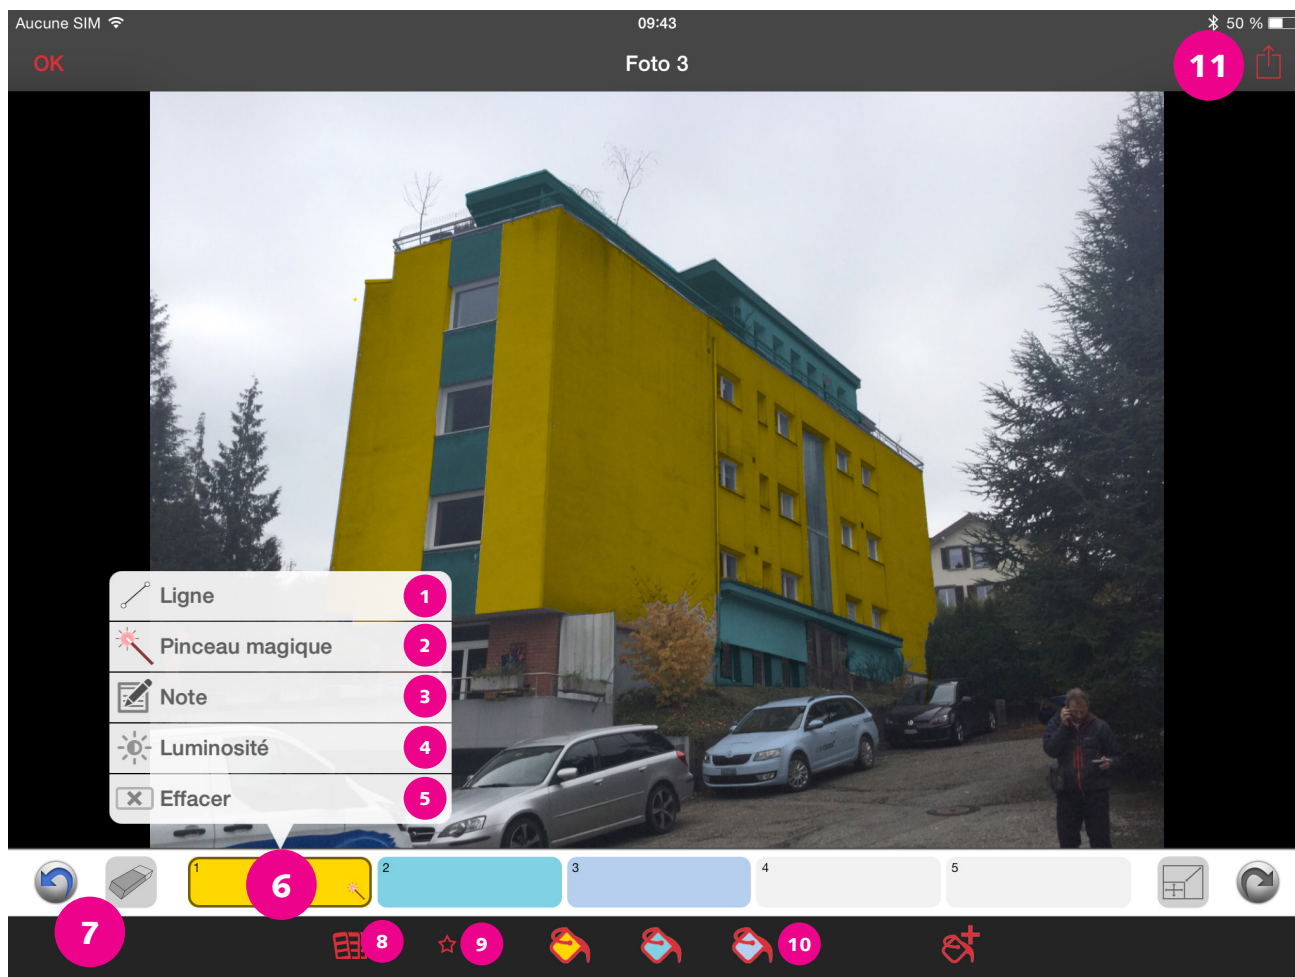 Aucune SIM 09:43 50 %
OK Foto 3 11
Ligne 1
Pinceau magique 2
Note 3
Luminosité 4
Effacer 5
1 6 2 3 4 5
7
8 9 10